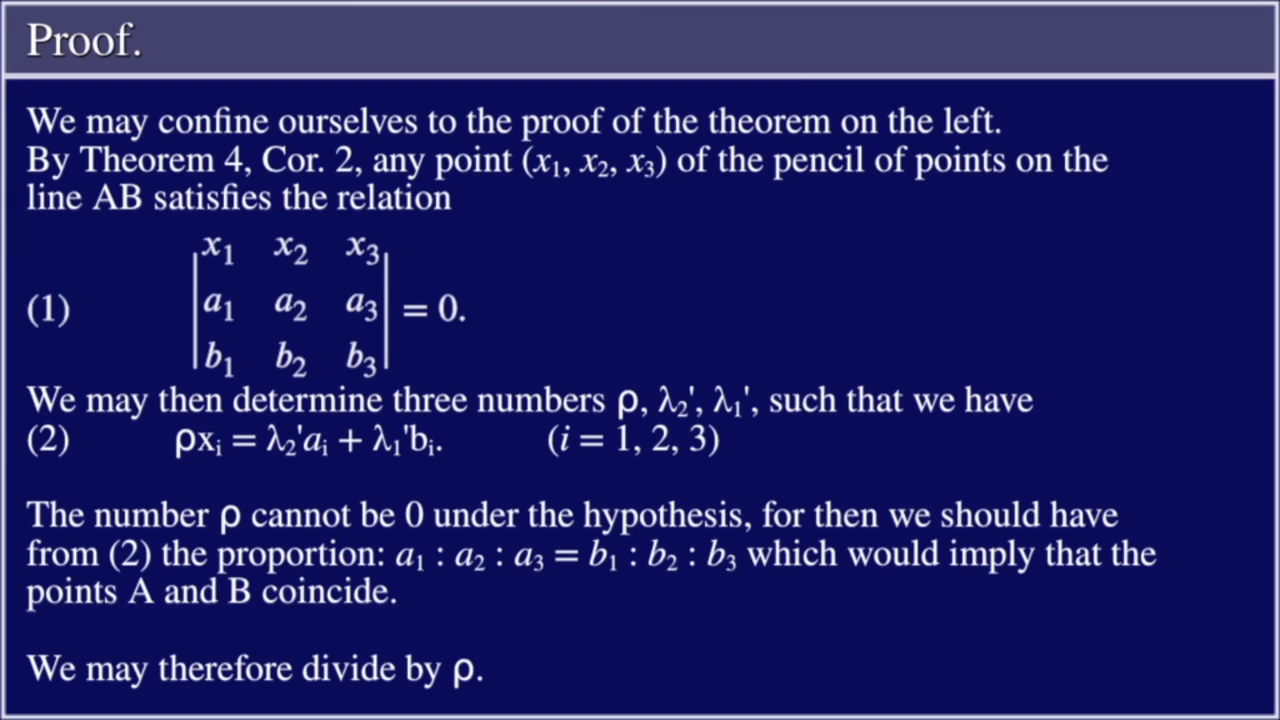 Proof.
We may confine ourselves to the proof of the theorem on the left.
By Theorem 4, Cor. 2, any point (x₁, x₂, x₃) of the pencil of points on the
line AB satisfies the relation
x₁ x₂ x₃
(1) |a₁ a₂ a₃| = 0.
b₁ b₂ b₃
We may then determine three numbers ρ, λ₂', λ₁', such that we have
(2) ρxᵢ = λ₂'aᵢ + λ₁'bᵢ. (i = 1, 2, 3)
The number ρ cannot be 0 under the hypothesis, for then we should have
from (2) the proportion: a₁ : a₂ : a₃ = b₁ : b₂ : b₃ which would imply that the
points A and B coincide.
We may therefore divide by ρ.